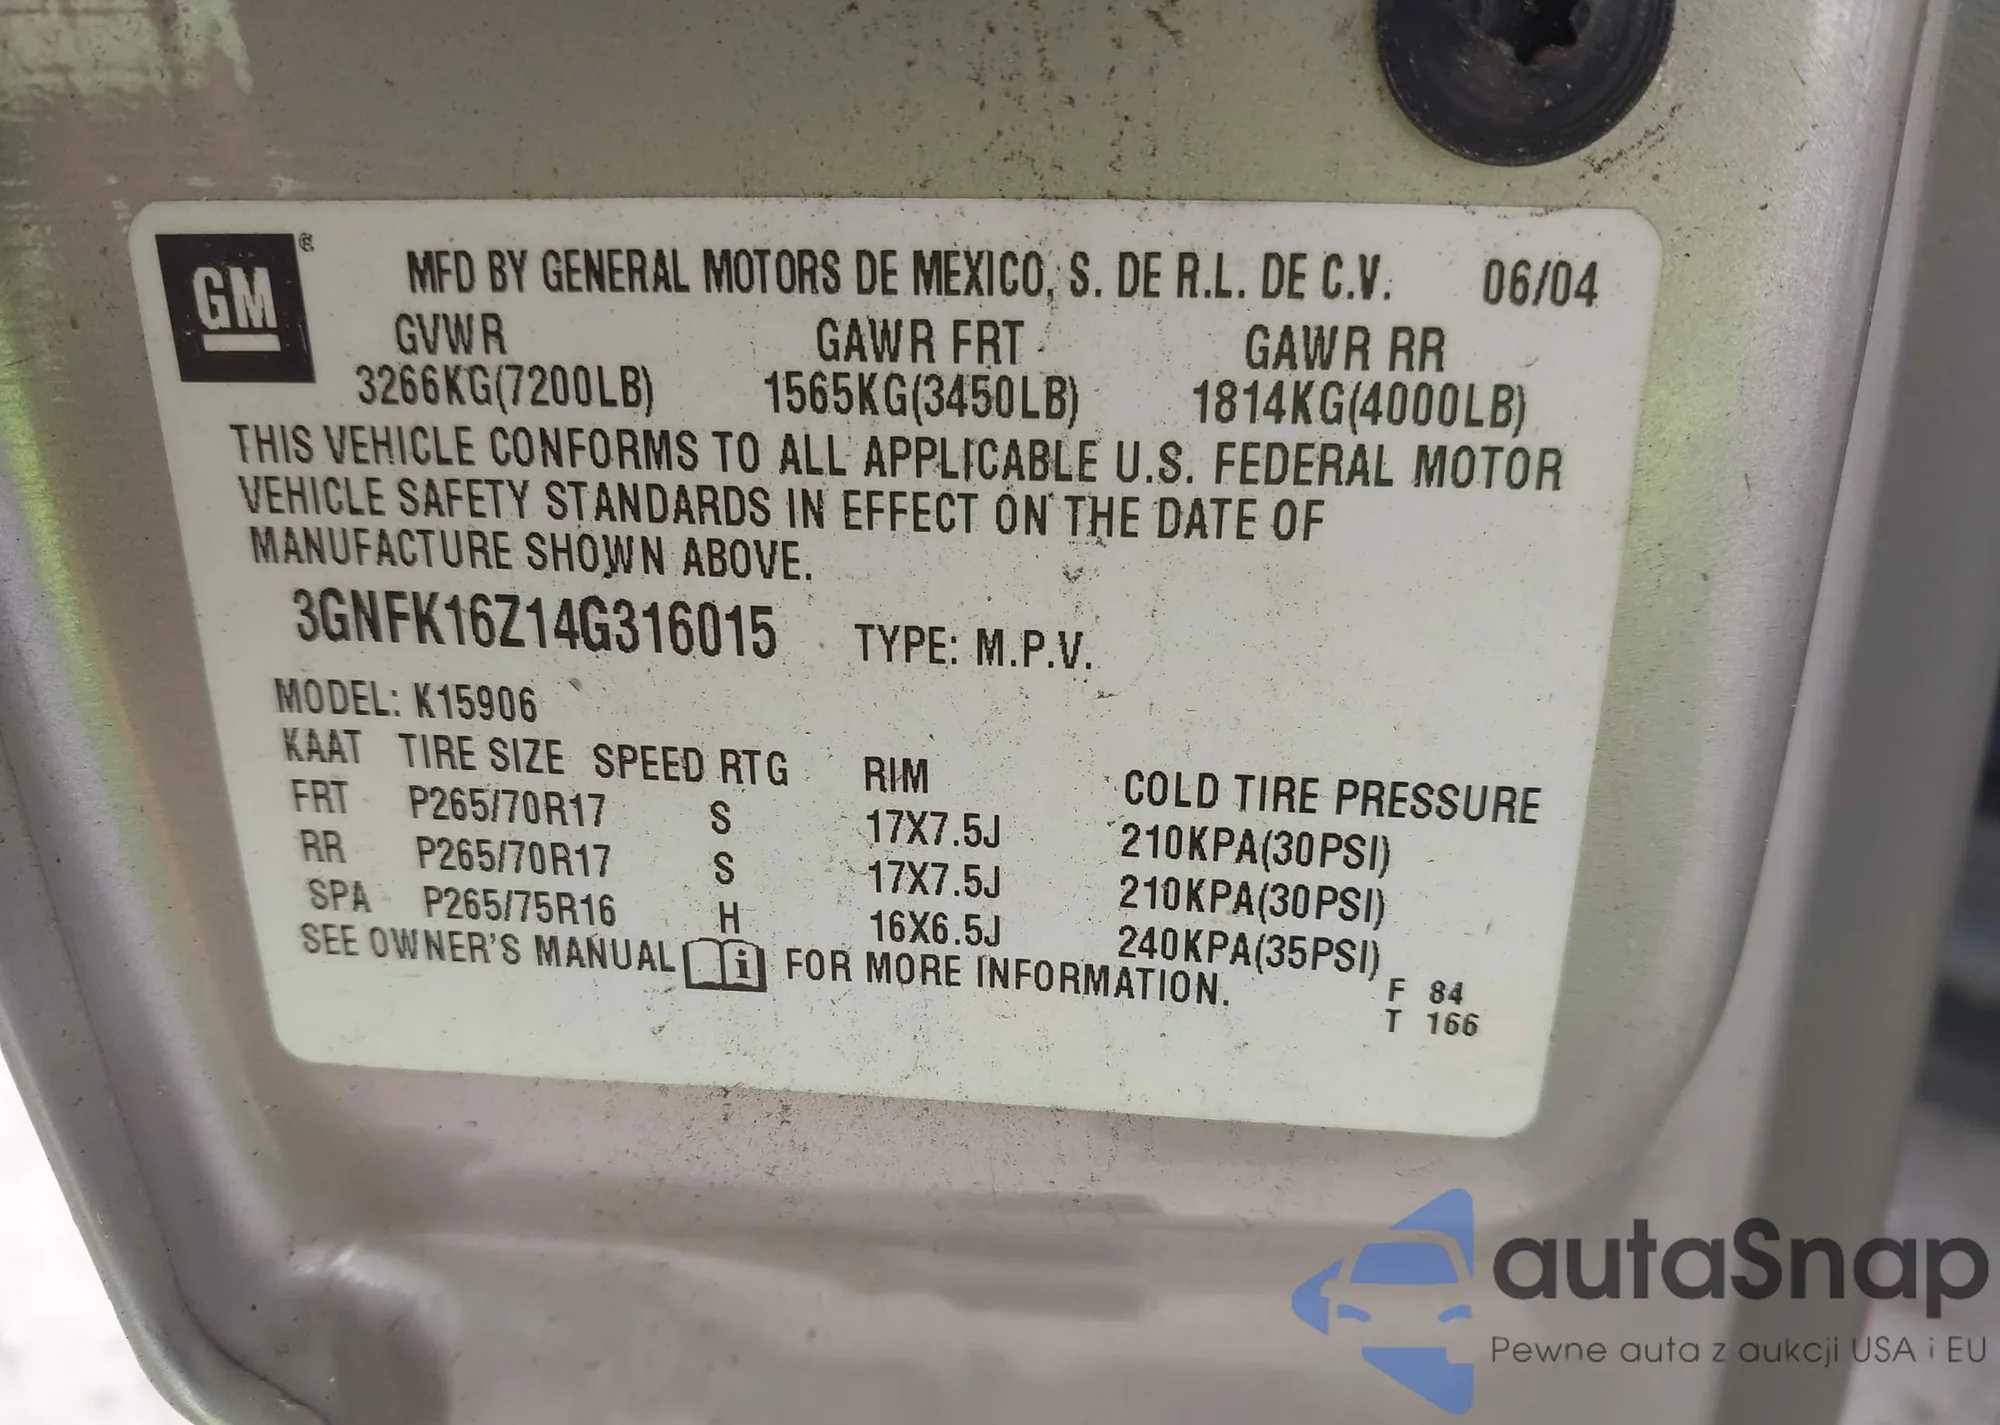 GM®
MFD BY GENERAL MOTORS DE MEXICO, S. DE R.L. DE C.V. 06/04
GVWR GAWR FRT GAWR RR
3266KG(7200LB) 1565KG(3450LB) 1814KG(4000LB)
THIS VEHICLE CONFORMS TO ALL APPLICABLE U.S. FEDERAL MOTOR
VEHICLE SAFETY STANDARDS IN EFFECT ON THE DATE OF
MANUFACTURE SHOWN ABOVE.
3GNFK16Z14G316015 TYPE: M.P.V.
MODEL: K15906
KAAT TIRE SIZE SPEED RTG RIM COLD TIRE PRESSURE
FRT P265/70R17 S 17X7.5J 210KPA(30PSI)
RR P265/70R17 S 17X7.5J 210KPA(30PSI)
SPA P265/75R16 H 16X6.5J 240KPA(35PSI)
SEE OWNER'S MANUAL i FOR MORE INFORMATION.
F 84
T 166
autaSnap
Pewne auta z aukcji USA i EU